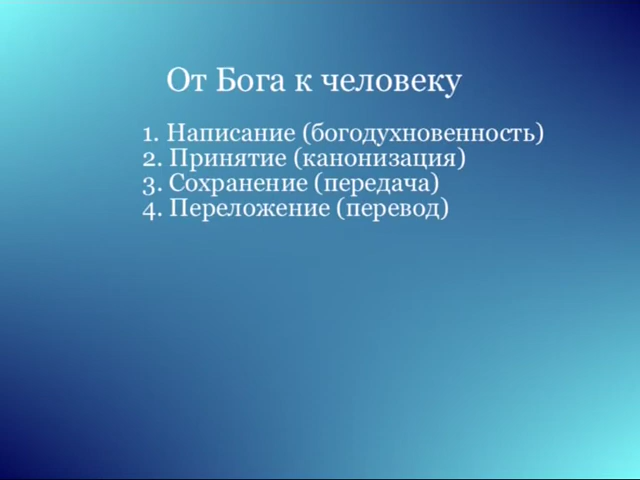 От Бога к человеку
1. Написание (богодухновенность)
2. Принятие (канонизация)
3. Сохранение (передача)
4. Переложение (перевод)